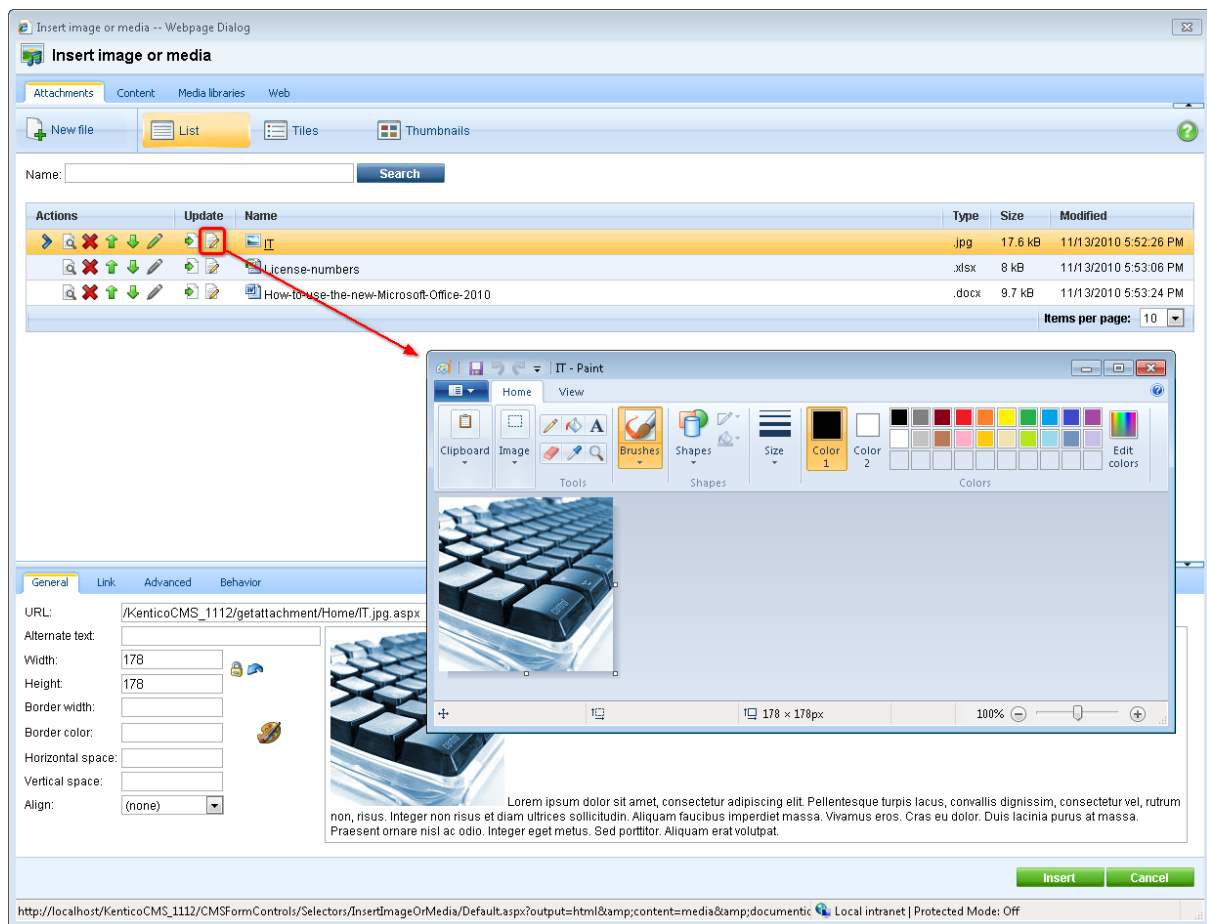 Insert image or media -- Webpage Dialog
Insert image or media
Attachments Content Media libraries Web
New file List Tiles Thumbnails
Name: Search
Actions Update Name Type Size Modified
IT .jpg 17.6 kB 11/13/2010 5:52:26 PM
License-numbers .xlsx 8 kB 11/13/2010 5:53:06 PM
How-to-use-the-new-Microsoft-Office-2010 .docx 9.7 kB 11/13/2010 5:53:24 PM
Items per page: 10
IT - Paint
Home View
Clipboard Image Brushes Shapes Size Color 1 Color 2 Edit colors
Tools Shapes Colors
control
178 × 178px 100%
General Link Advanced Behavior
URL: /KenticoCMS_1112/getattachment/Home/IT.jpg.aspx
Alternate text:
Width: 178
Height: 178
Border width:
Border color:
Horizontal space:
Vertical space:
Align: (none)
control
Lorem ipsum dolor sit amet, consectetur adipiscing elit. Pellentesque turpis lacus, convallis dignissim, consectetur vel, rutrum
non, risus. Integer non risus et diam ultrices sollicitudin. Aliquam faucibus imperdiet massa. Vivamus eros. Cras eu dolor. Duis lacinia purus at massa.
Praesent ornare nisl ac odio. Integer eget metus. Sed porttitor. Aliquam erat volutpat.
Insert Cancel
http://localhost/KenticoCMS_1112/CMSFormControls/Selectors/InsertImageOrMedia/Default.aspx?output=html&amp;content=media&amp;documentic Local intranet | Protected Mode: Off